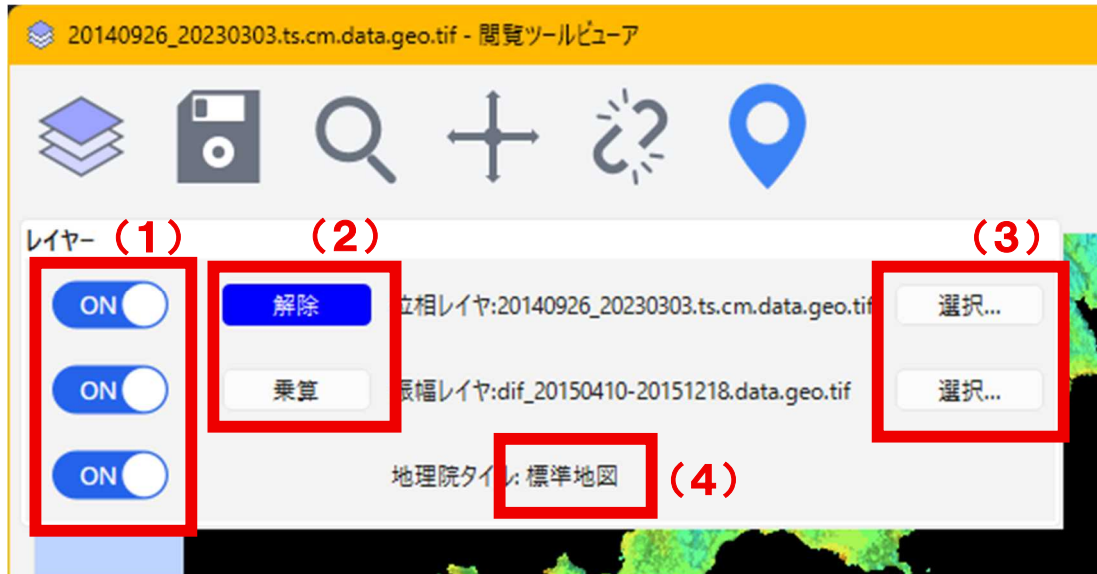 20140926_20230303.ts.cm.data.geo.tif - 閲覧ツールビューア
レイヤー (1) (2) (3)
ON 解除 位相レイヤ:20140926_20230303.ts.cm.data.geo.tif 選択...
ON 乗算 振幅レイヤ:dif_20150410-20151218.data.geo.tif 選択...
ON 地理院タイル: 標準地図 (4)